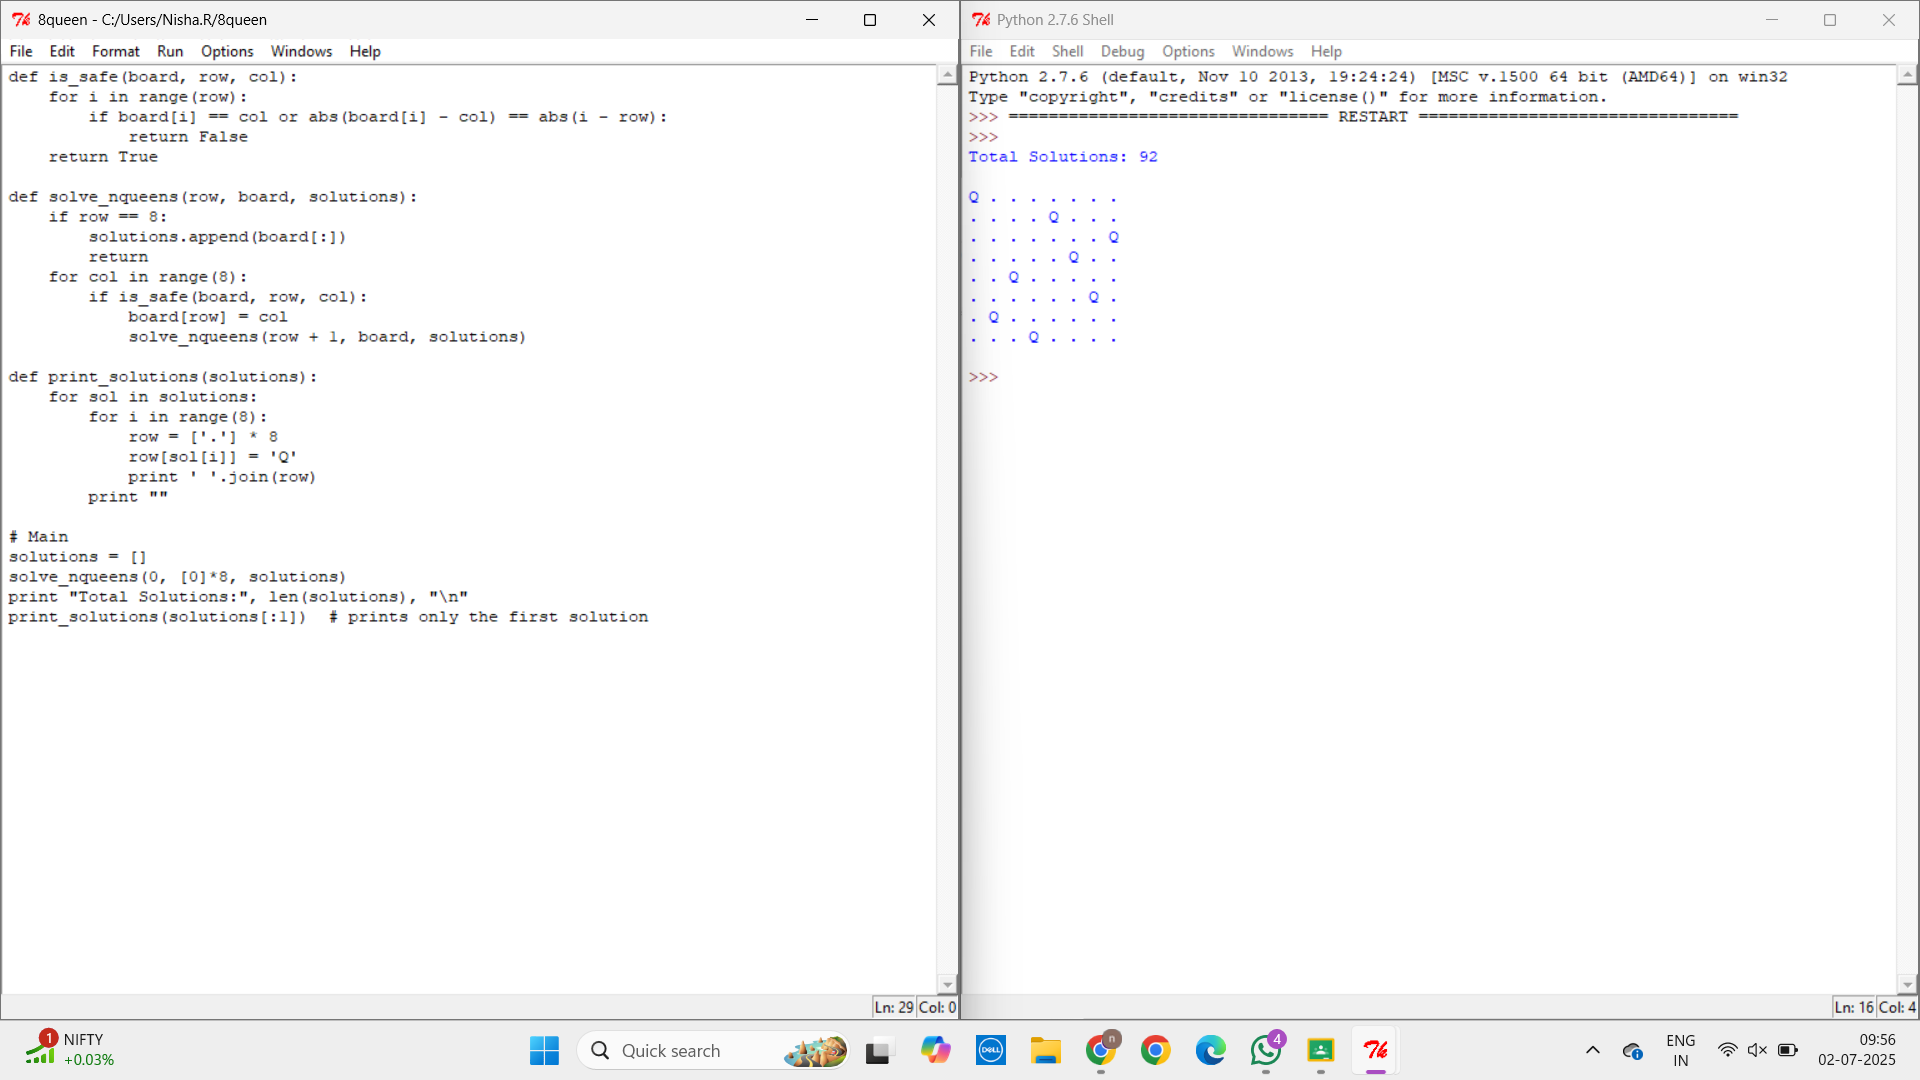 8queen - C:/Users/Nisha.R/8queen
File Edit Format Run Options Windows Help
def is_safe(board, row, col):
    for i in range(row):
        if board[i] == col or abs(board[i] - col) == abs(i - row):
            return False
    return True

def solve_nqueens(row, board, solutions):
    if row == 8:
        solutions.append(board[:])
        return
    for col in range(8):
        if is_safe(board, row, col):
            board[row] = col
            solve_nqueens(row + 1, board, solutions)

def print_solutions(solutions):
    for sol in solutions:
        for i in range(8):
            row = ['.'] * 8
            row[sol[i]] = 'Q'
            print ' '.join(row)
        print ""

# Main
solutions = []
solve_nqueens(0, [0]*8, solutions)
print "Total Solutions:", len(solutions), "\n"
print_solutions(solutions[:1])  # prints only the first solution
Ln: 29 Col: 0
Python 2.7.6 Shell
File Edit Shell Debug Options Windows Help
Python 2.7.6 (default, Nov 10 2013, 19:24:24) [MSC v.1500 64 bit (AMD64)] on win32
Type "copyright", "credits" or "license()" for more information.
>>> ================================ RESTART ================================
>>>
Total Solutions: 92

Q . . . . . . .
. . . . Q . . .
. . . . . . . Q
. . . . . Q . .
. . Q . . . . .
. . . . . . Q .
. Q . . . . . .
. . . Q . . . .

>>>
Ln: 16 Col: 4
1 NIFTY
+0.03%
Quick search
DELL
n
4
ENG
IN
09:56
02-07-2025